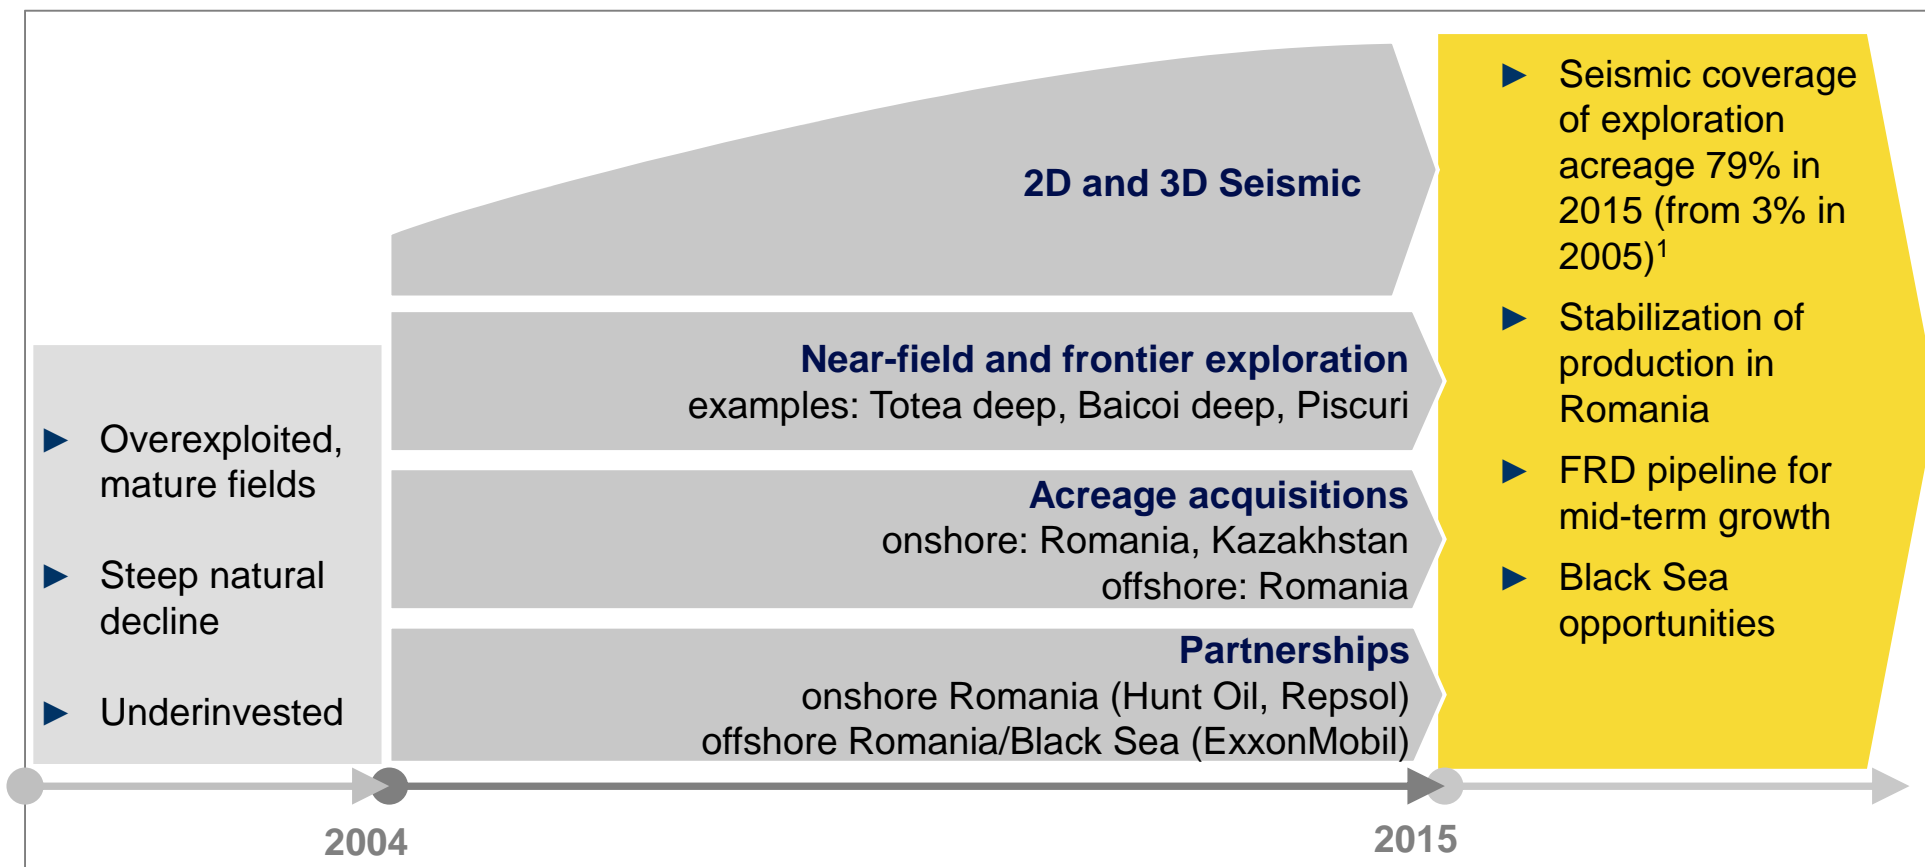 ► Overexploited,
mature fields
► Steep natural
decline
► Underinvested
2D and 3D Seismic
Near-field and frontier exploration
examples: Totea deep, Baicoi deep, Piscuri
Acreage acquisitions
onshore: Romania, Kazakhstan
offshore: Romania
Partnerships
onshore Romania (Hunt Oil, Repsol)
offshore Romania/Black Sea (ExxonMobil)
► Seismic coverage
of exploration
acreage 79% in
2015 (from 3% in
2005)¹
► Stabilization of
production in
Romania
► FRD pipeline for
mid-term growth
► Black Sea
opportunities
2004
2015